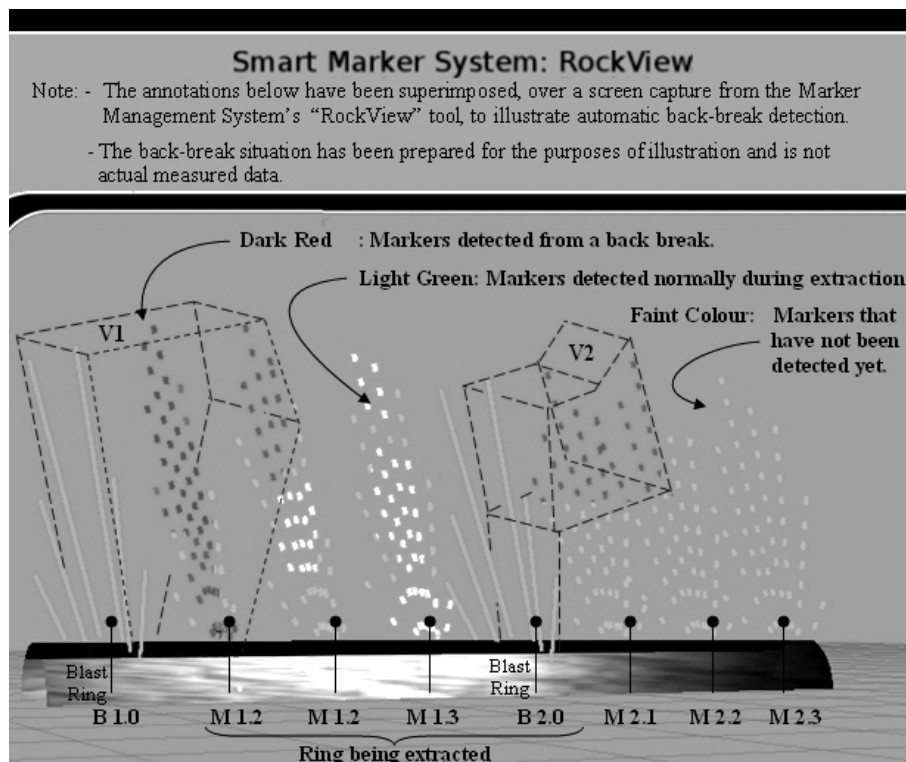 Smart Marker System: RockView
Note: - The annotations below have been superimposed, over a screen capture from the Marker
Management System's “RockView” tool, to illustrate automatic back-break detection.
- The back-break situation has been prepared for the purposes of illustration and is not
actual measured data.
Dark Red : Markers detected from a back break.
Light Green: Markers detected normally during extraction
Faint Colour: Markers that
have not been
detected yet.
V1
V2
Blast
Ring
Blast
Ring
B 1.0 M 1.2 M 1.2 M 1.3 B 2.0 M 2.1 M 2.2 M 2.3
Ring being extracted